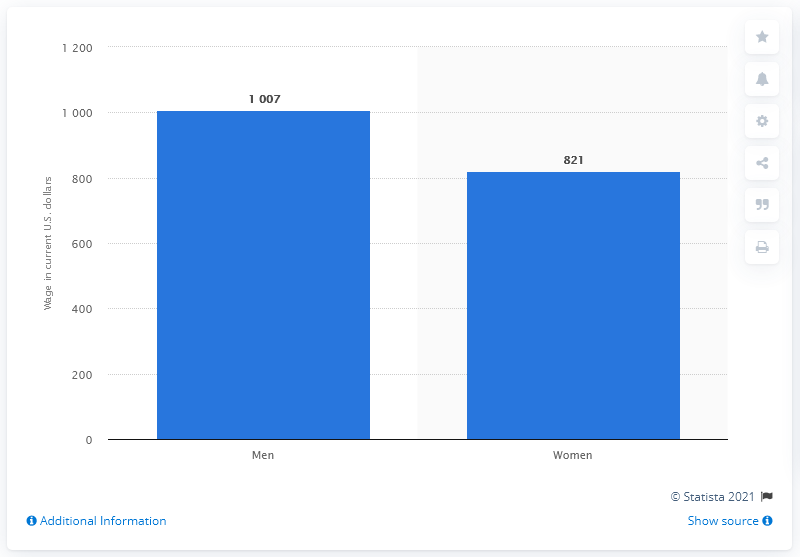 1 200
1 007
1 000
821
800
600
400
200
0
Wage in current U.S. dollars
Men Women
© Statista 2021
Additional Information Show source